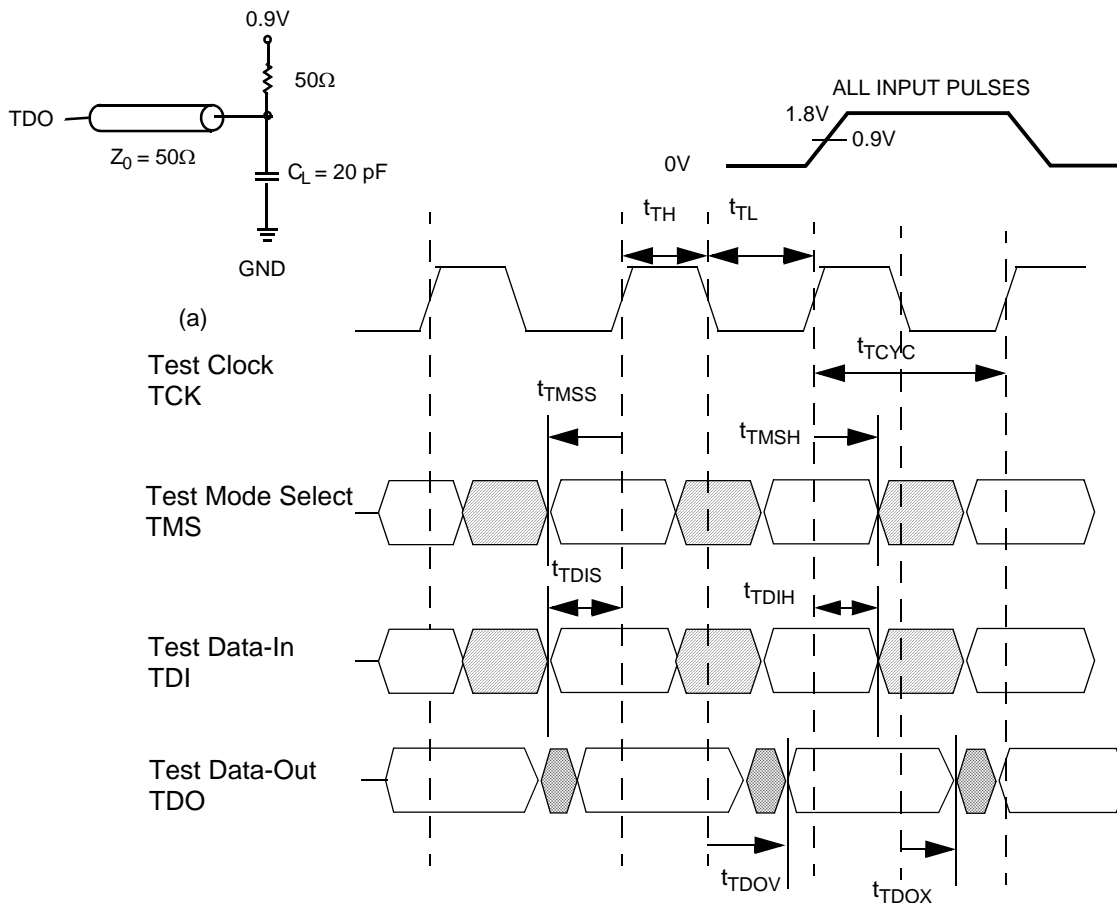 0.9V
50Ω
TDO
Z0 = 50Ω
CL = 20 pF
GND
(a)
ALL INPUT PULSES
1.8V
0.9V
0V
tTH
tTL
Test Clock
TCK
tTCYC
tTMSS
tTMSH
Test Mode Select
TMS
tTDIS
tTDIH
Test Data-In
TDI
Test Data-Out
TDO
tTDOV
tTDOX